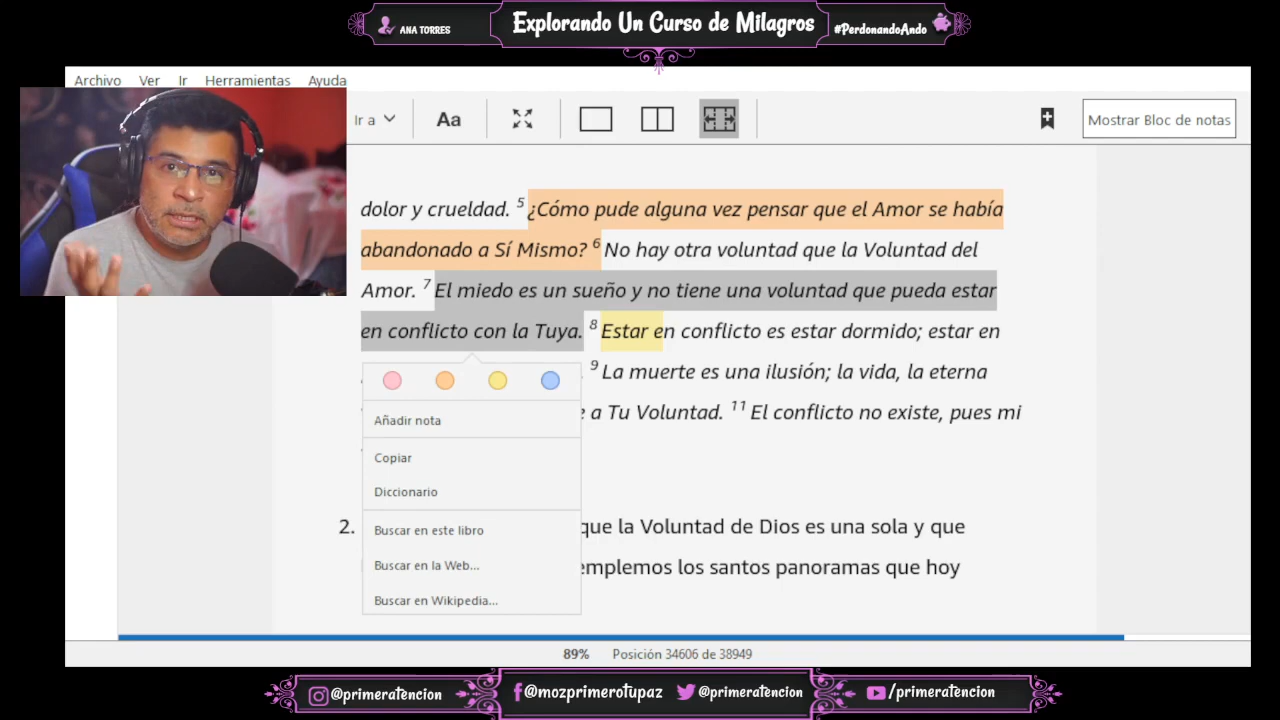 ANA TORRES
Explorando Un Curso de Milagros
#PerdonandoAndo
Archivo Ver Ir Herramientas Ayuda
Ir a Aa Mostrar Bloc de notas
dolor y crueldad. 5 ¿Cómo pude alguna vez pensar que el Amor se había
abandonado a Sí Mismo? 6 No hay otra voluntad que la Voluntad del
Amor. 7 El miedo es un sueño y no tiene una voluntad que pueda estar
en conflicto con la Tuya. 8 Estar en conflicto es estar dormido; estar en
9 La muerte es una ilusión; la vida, la eterna
a Tu Voluntad. 11 El conflicto no existe, pues mi
Añadir nota
Copiar
Diccionario
Buscar en este libro
Buscar en la Web...
Buscar en Wikipedia...
2. que la Voluntad de Dios es una sola y que
emplemos los santos panoramas que hoy
89% Posición 34606 de 38949
@primeratencion
@mozprimerotupaz
@primeratencion
/primeratencion